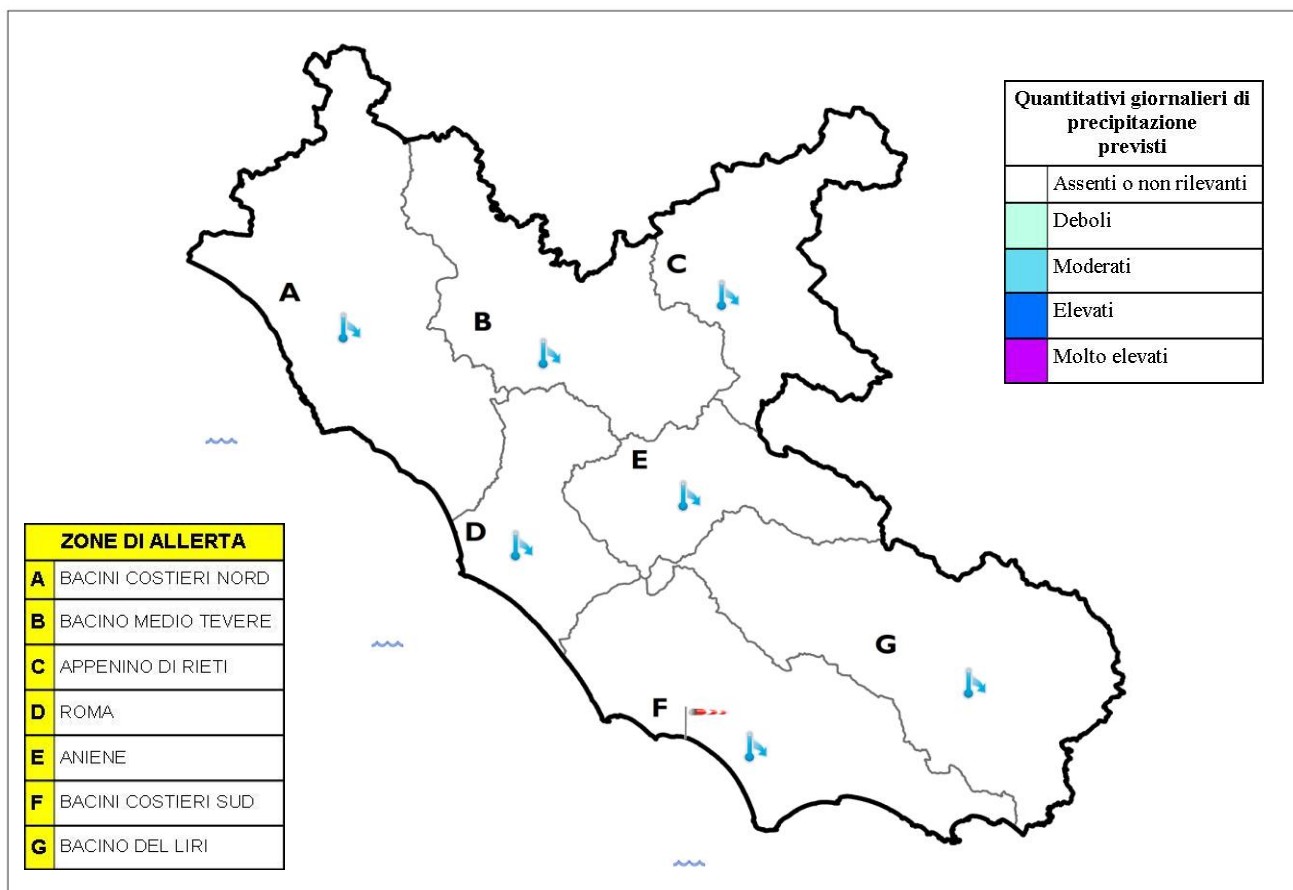 Quantitativi giornalieri di
precipitazione
previsti
Assenti o non rilevanti
Deboli
Moderati
Elevati
Molto elevati
A
B
C
D
E
F
G
ZONE DI ALLERTA
A BACINI COSTIERI NORD
B BACINO MEDIO TEVERE
C APPENINO DI RIETI
D ROMA
E ANIENE
F BACINI COSTIERI SUD
G BACINO DEL LIRI